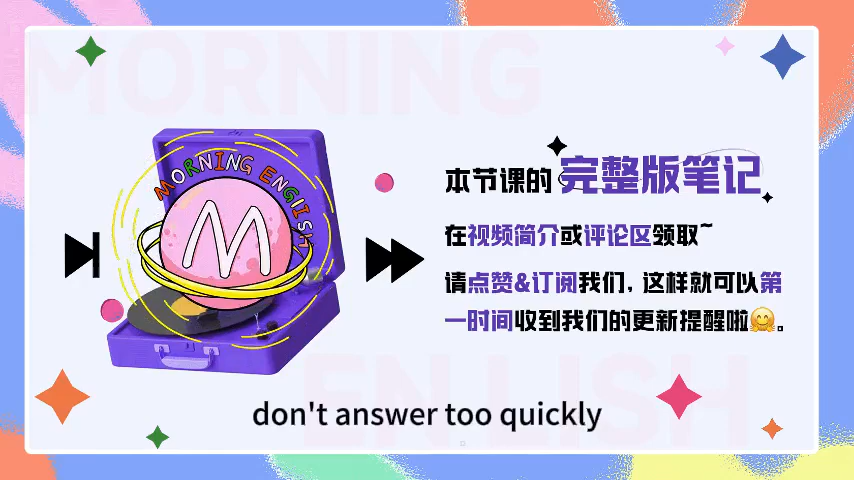 MORNING
MORNING ENGlISH
M
本节课的 完整版笔记
在视频简介或评论区领取~
请点赞&订阅我们，这样就可以第
一时间收到我们的更新提醒啦🤗。
EN LISH
don't answer too quickly